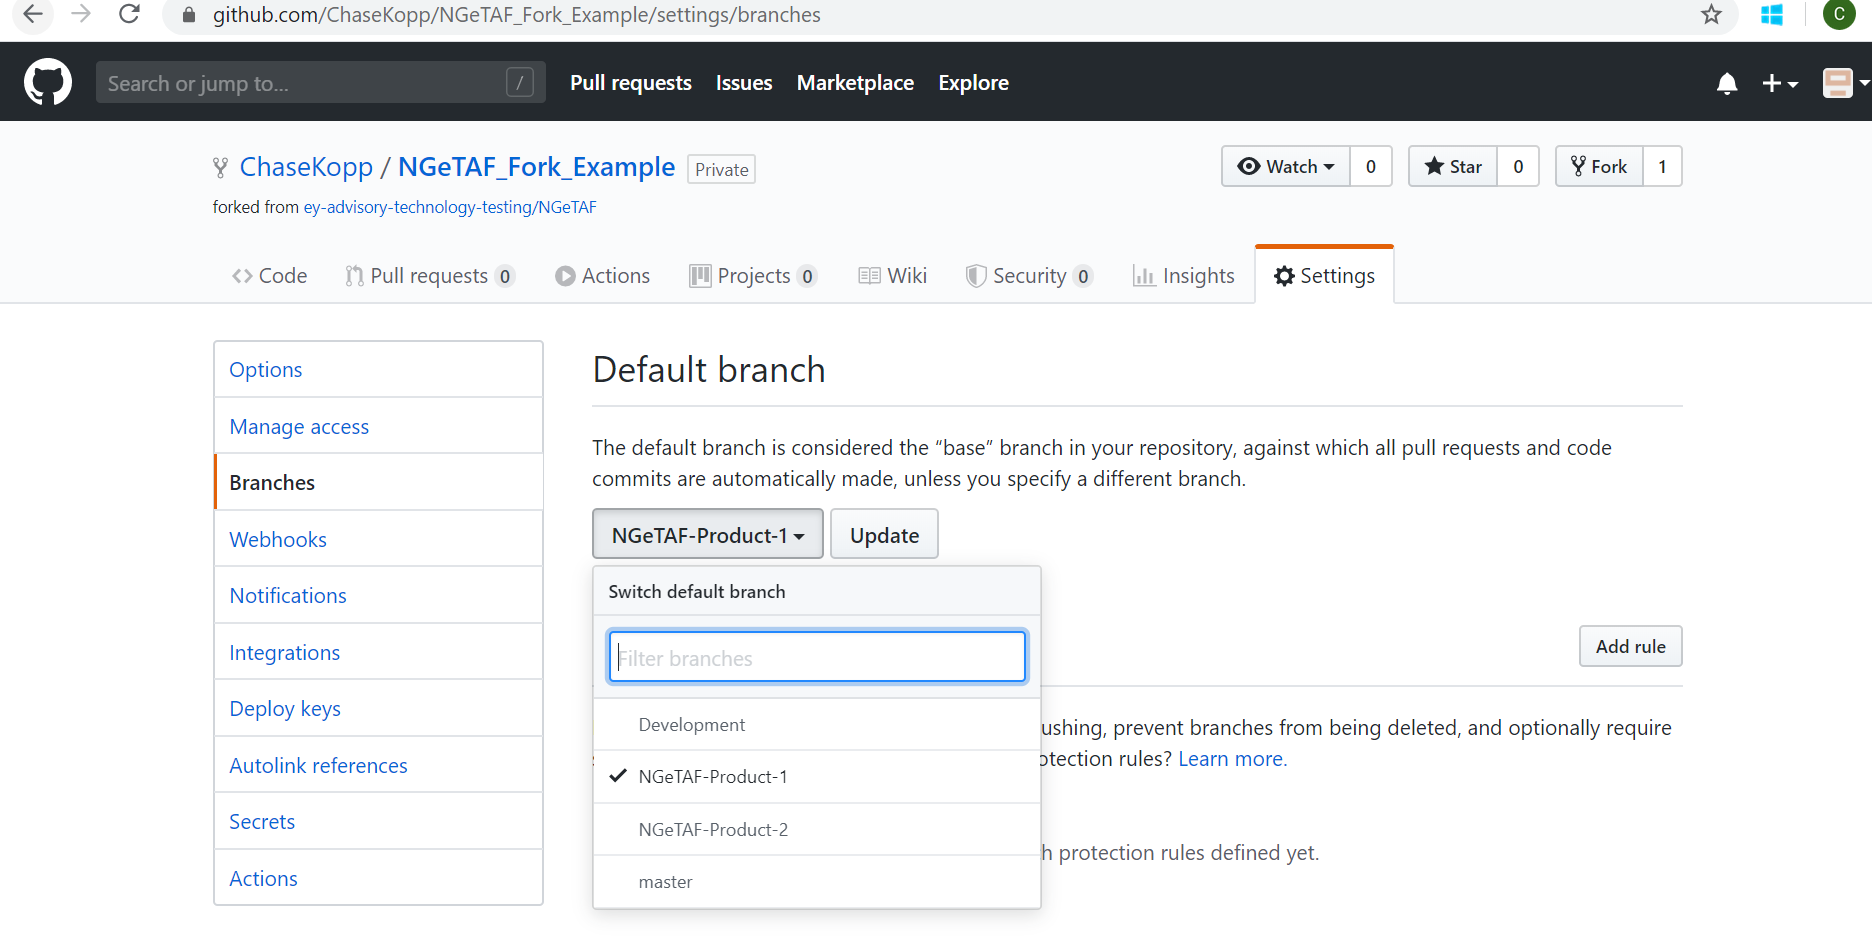 github.com/ChaseKopp/NGeTAF_Fork_Example/settings/branches
C
Search or jump to... /
Pull requests Issues Marketplace Explore
ChaseKopp / NGeTAF_Fork_Example Private
Watch 0 Star 0 Fork 1
forked from ey-advisory-technology-testing/NGeTAF
Code Pull requests 0 Actions Projects 0 Wiki Security 0 Insights Settings
Options
Manage access
Branches
Webhooks
Notifications
Integrations
Deploy keys
Autolink references
Secrets
Actions
Default branch
The default branch is considered the “base” branch in your repository, against which all pull requests and code
commits are automatically made, unless you specify a different branch.
NGeTAF-Product-1 Update
Switch default branch
Filter branches
Development
NGeTAF-Product-1
NGeTAF-Product-2
master
Add rule
ushing, prevent branches from being deleted, and optionally require
otection rules? Learn more.
h protection rules defined yet.